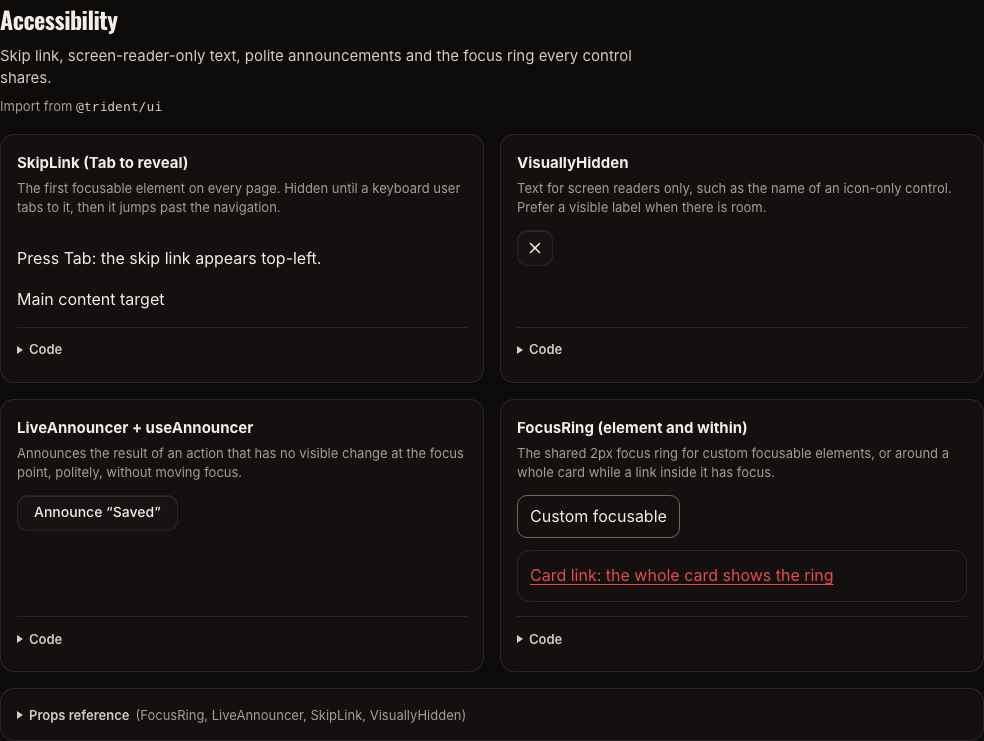 Accessibility
Skip link, screen-reader-only text, polite announcements and the focus ring every control
shares.
Import from @trident/ui
SkipLink (Tab to reveal)
The first focusable element on every page. Hidden until a keyboard user
tabs to it, then it jumps past the navigation.
Press Tab: the skip link appears top-left.
Main content target
Code
VisuallyHidden
Text for screen readers only, such as the name of an icon-only control.
Prefer a visible label when there is room.
Code
LiveAnnouncer + useAnnouncer
Announces the result of an action that has no visible change at the focus
point, politely, without moving focus.
Announce “Saved”
Code
FocusRing (element and within)
The shared 2px focus ring for custom focusable elements, or around a
whole card while a link inside it has focus.
Custom focusable
Card link: the whole card shows the ring
Code
Props reference (FocusRing, LiveAnnouncer, SkipLink, VisuallyHidden)